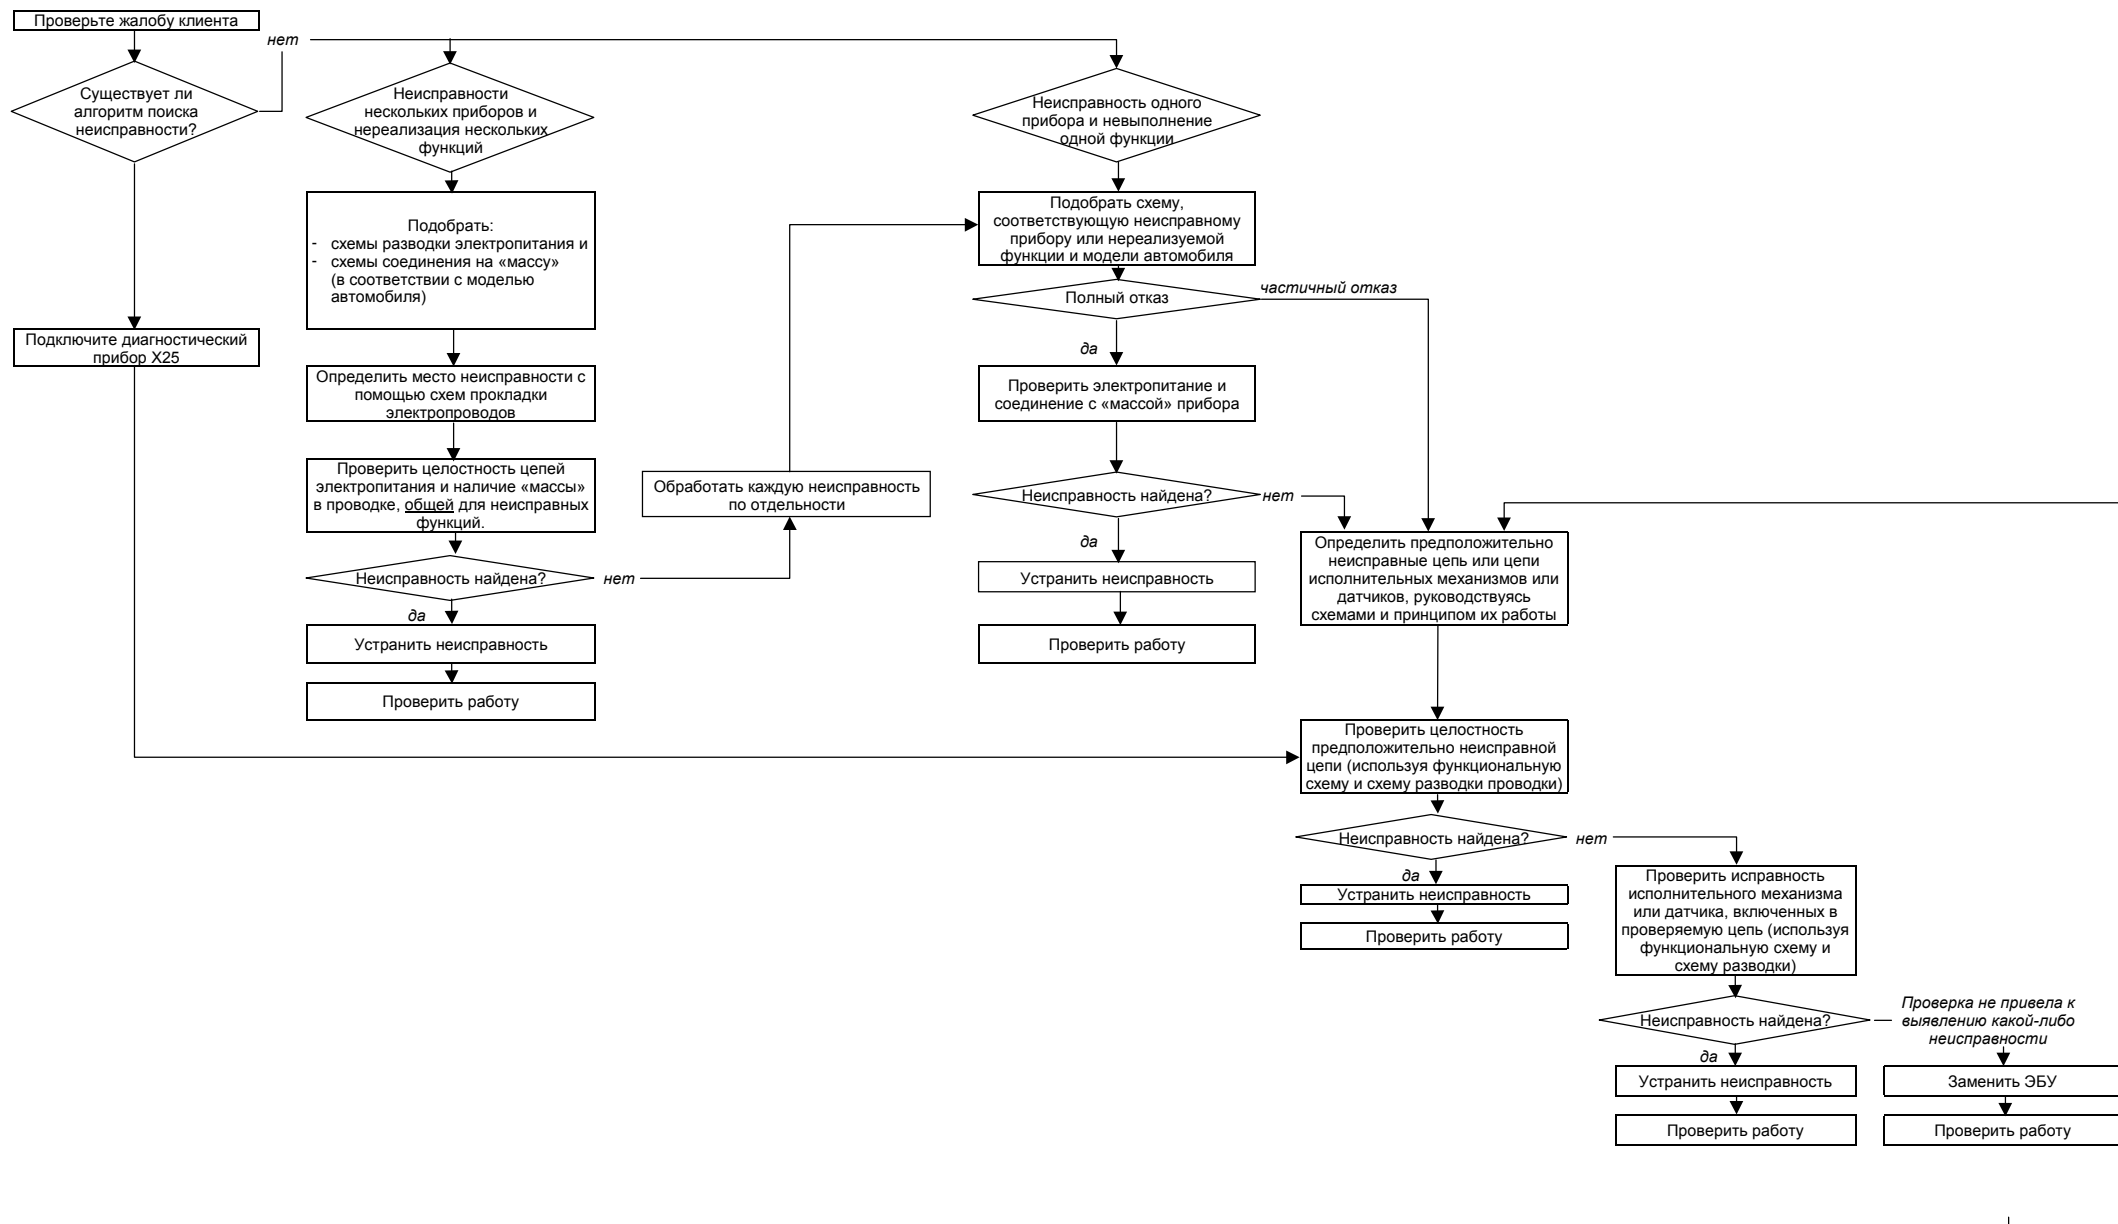 Проверьте жалобу клиента
нет
Существует ли
алгоритм поиска
неисправности?
Подключите диагностический
прибор X25
Неисправности
нескольких приборов и
нереализация нескольких
функций
Подобрать:
- схемы разводки электропитания и
- схемы соединения на «массу»
(в соответствии с моделью
автомобиля)
Определить место неисправности с
помощью схем прокладки
электропроводов
Проверить целостность цепей
электропитания и наличие «массы»
в проводке, общей для неисправных
функций.
Неисправность найдена?
нет
да
Устранить неисправность
Проверить работу
Обработать каждую неисправность
по отдельности
Неисправность одного
прибора и невыполнение
одной функции
Подобрать схему,
соответствующую неисправному
прибору или нереализуемой
функции и модели автомобиля
Полный отказ
частичный отказ
да
Проверить электропитание и
соединение с «массой» прибора
Неисправность найдена?
нет
да
Устранить неисправность
Проверить работу
Определить предположительно
неисправные цепь или цепи
исполнительных механизмов или
датчиков, руководствуясь
схемами и принципом их работы
Проверить целостность
предположительно неисправной
цепи (используя функциональную
схему и схему разводки проводки)
Неисправность найдена?
нет
да
Устранить неисправность
Проверить работу
Проверить исправность
исполнительного механизма
или датчика, включенных в
проверяемую цепь (используя
функциональную схему и
схему разводки)
Неисправность найдена?
Проверка не привела к
выявлению какой-либо
неисправности
да
Устранить неисправность
Проверить работу
Заменить ЭБУ
Проверить работу